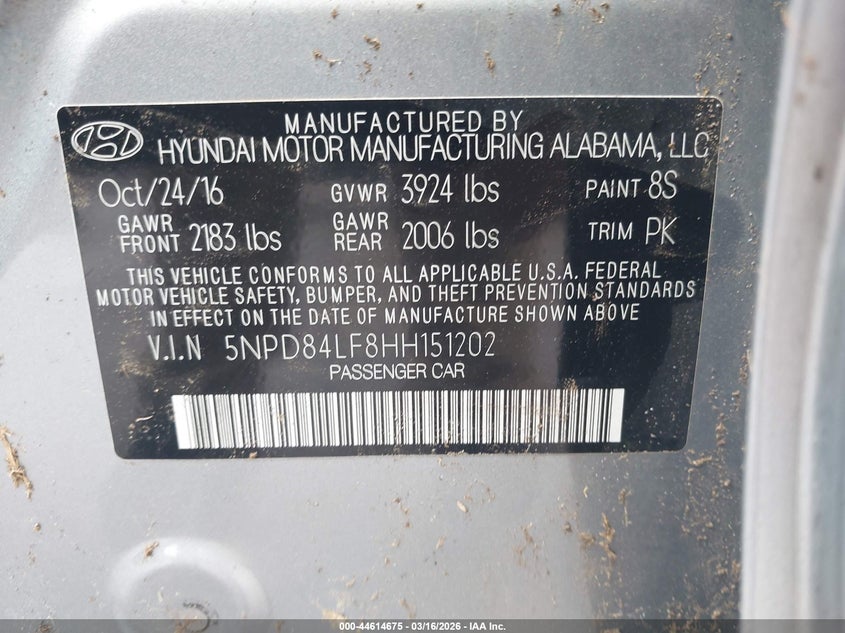 MANUFACTURED BY
HYUNDAI MOTOR MANUFACTURING ALABAMA, LLC
Oct/24/16 GVWR 3924 lbs PAINT 8S
GAWR FRONT 2183 lbs GAWR REAR 2006 lbs TRIM PK
THIS VEHICLE CONFORMS TO ALL APPLICABLE U.S.A. FEDERAL
MOTOR VEHICLE SAFETY, BUMPER, AND THEFT PREVENTION STANDARDS
IN EFFECT ON THE DATE OF MANUFACTURE SHOWN ABOVE
V.I.N 5NPD84LF8HH151202
PASSENGER CAR
000-44614675 - 03/16/2026 - IAA Inc.